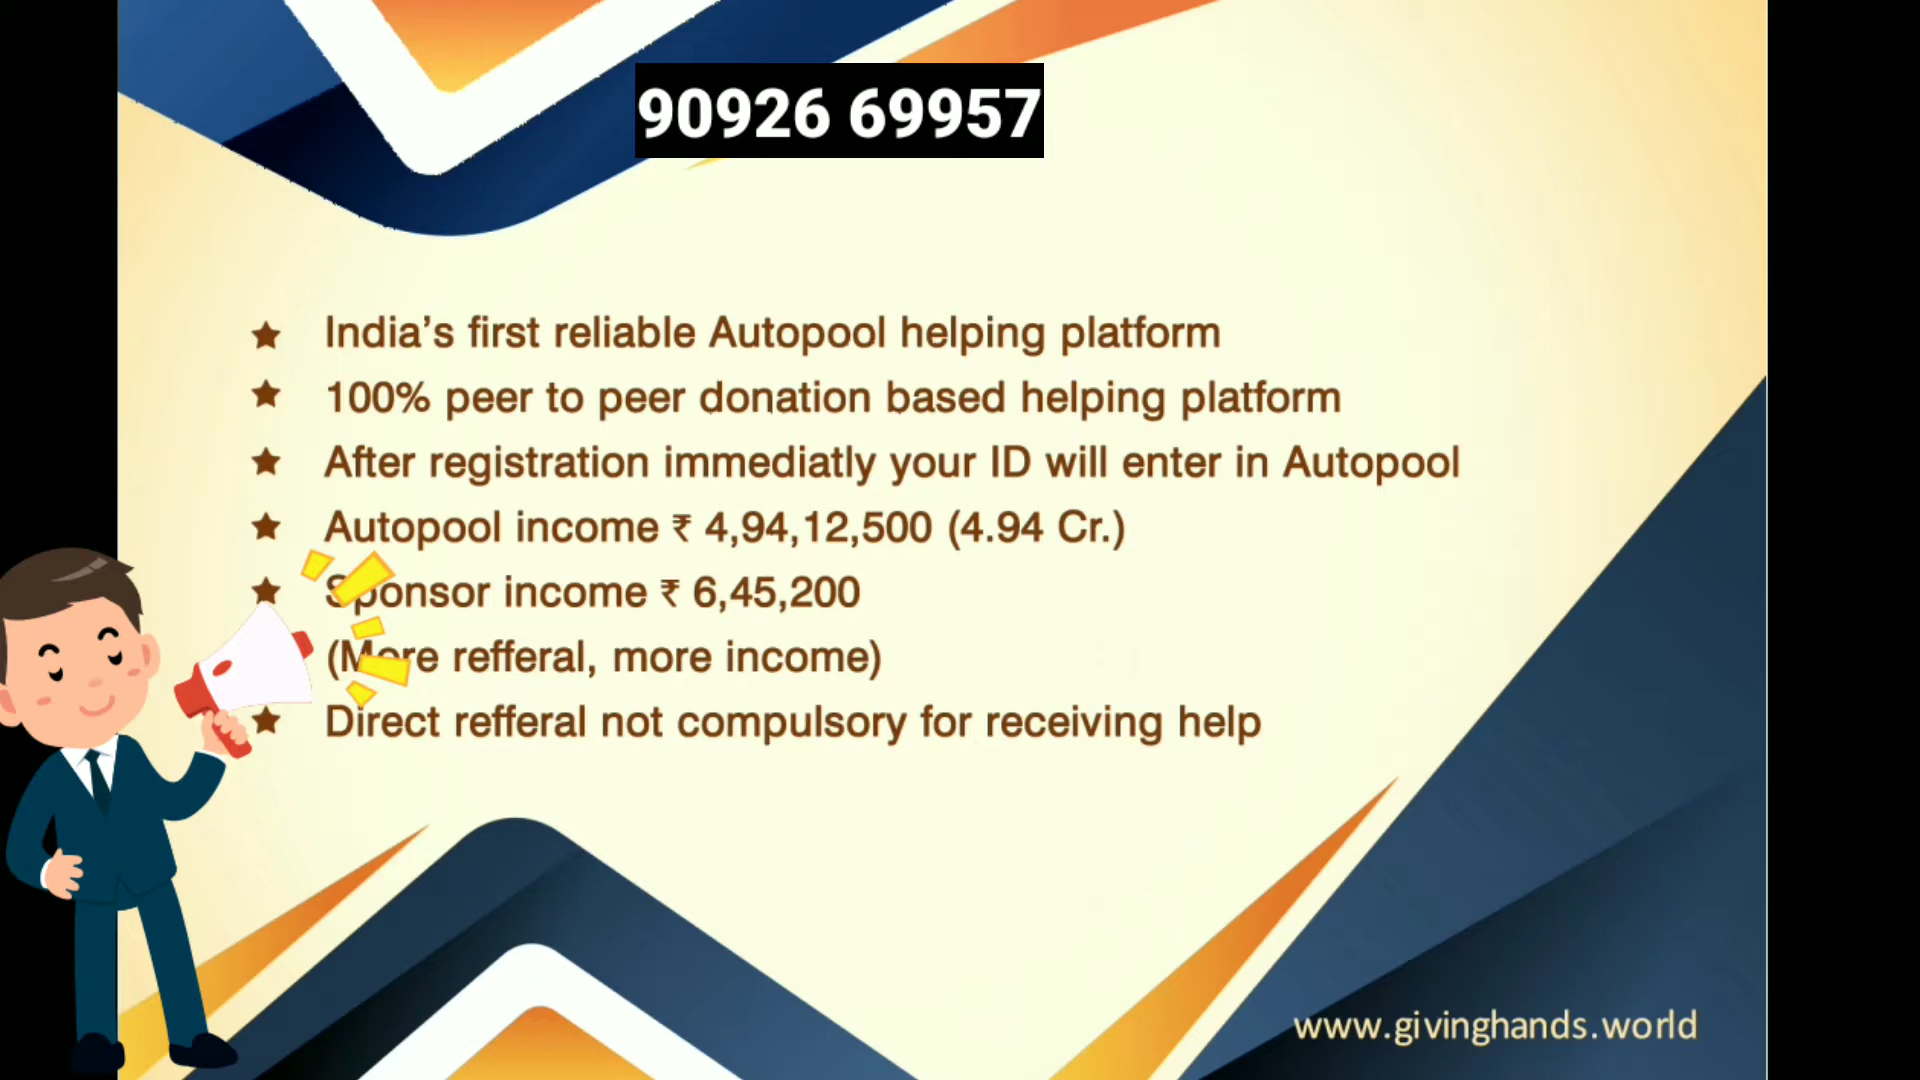 90926 69957
India's first reliable Autopool helping platform
100% peer to peer donation based helping platform
After registration immediatly your ID will enter in Autopool
Autopool income ₹ 4,94,12,500 (4.94 Cr.)
Sponsor income ₹ 6,45,200
(More refferal, more income)
Direct refferal not compulsory for receiving help
www.givinghands.world